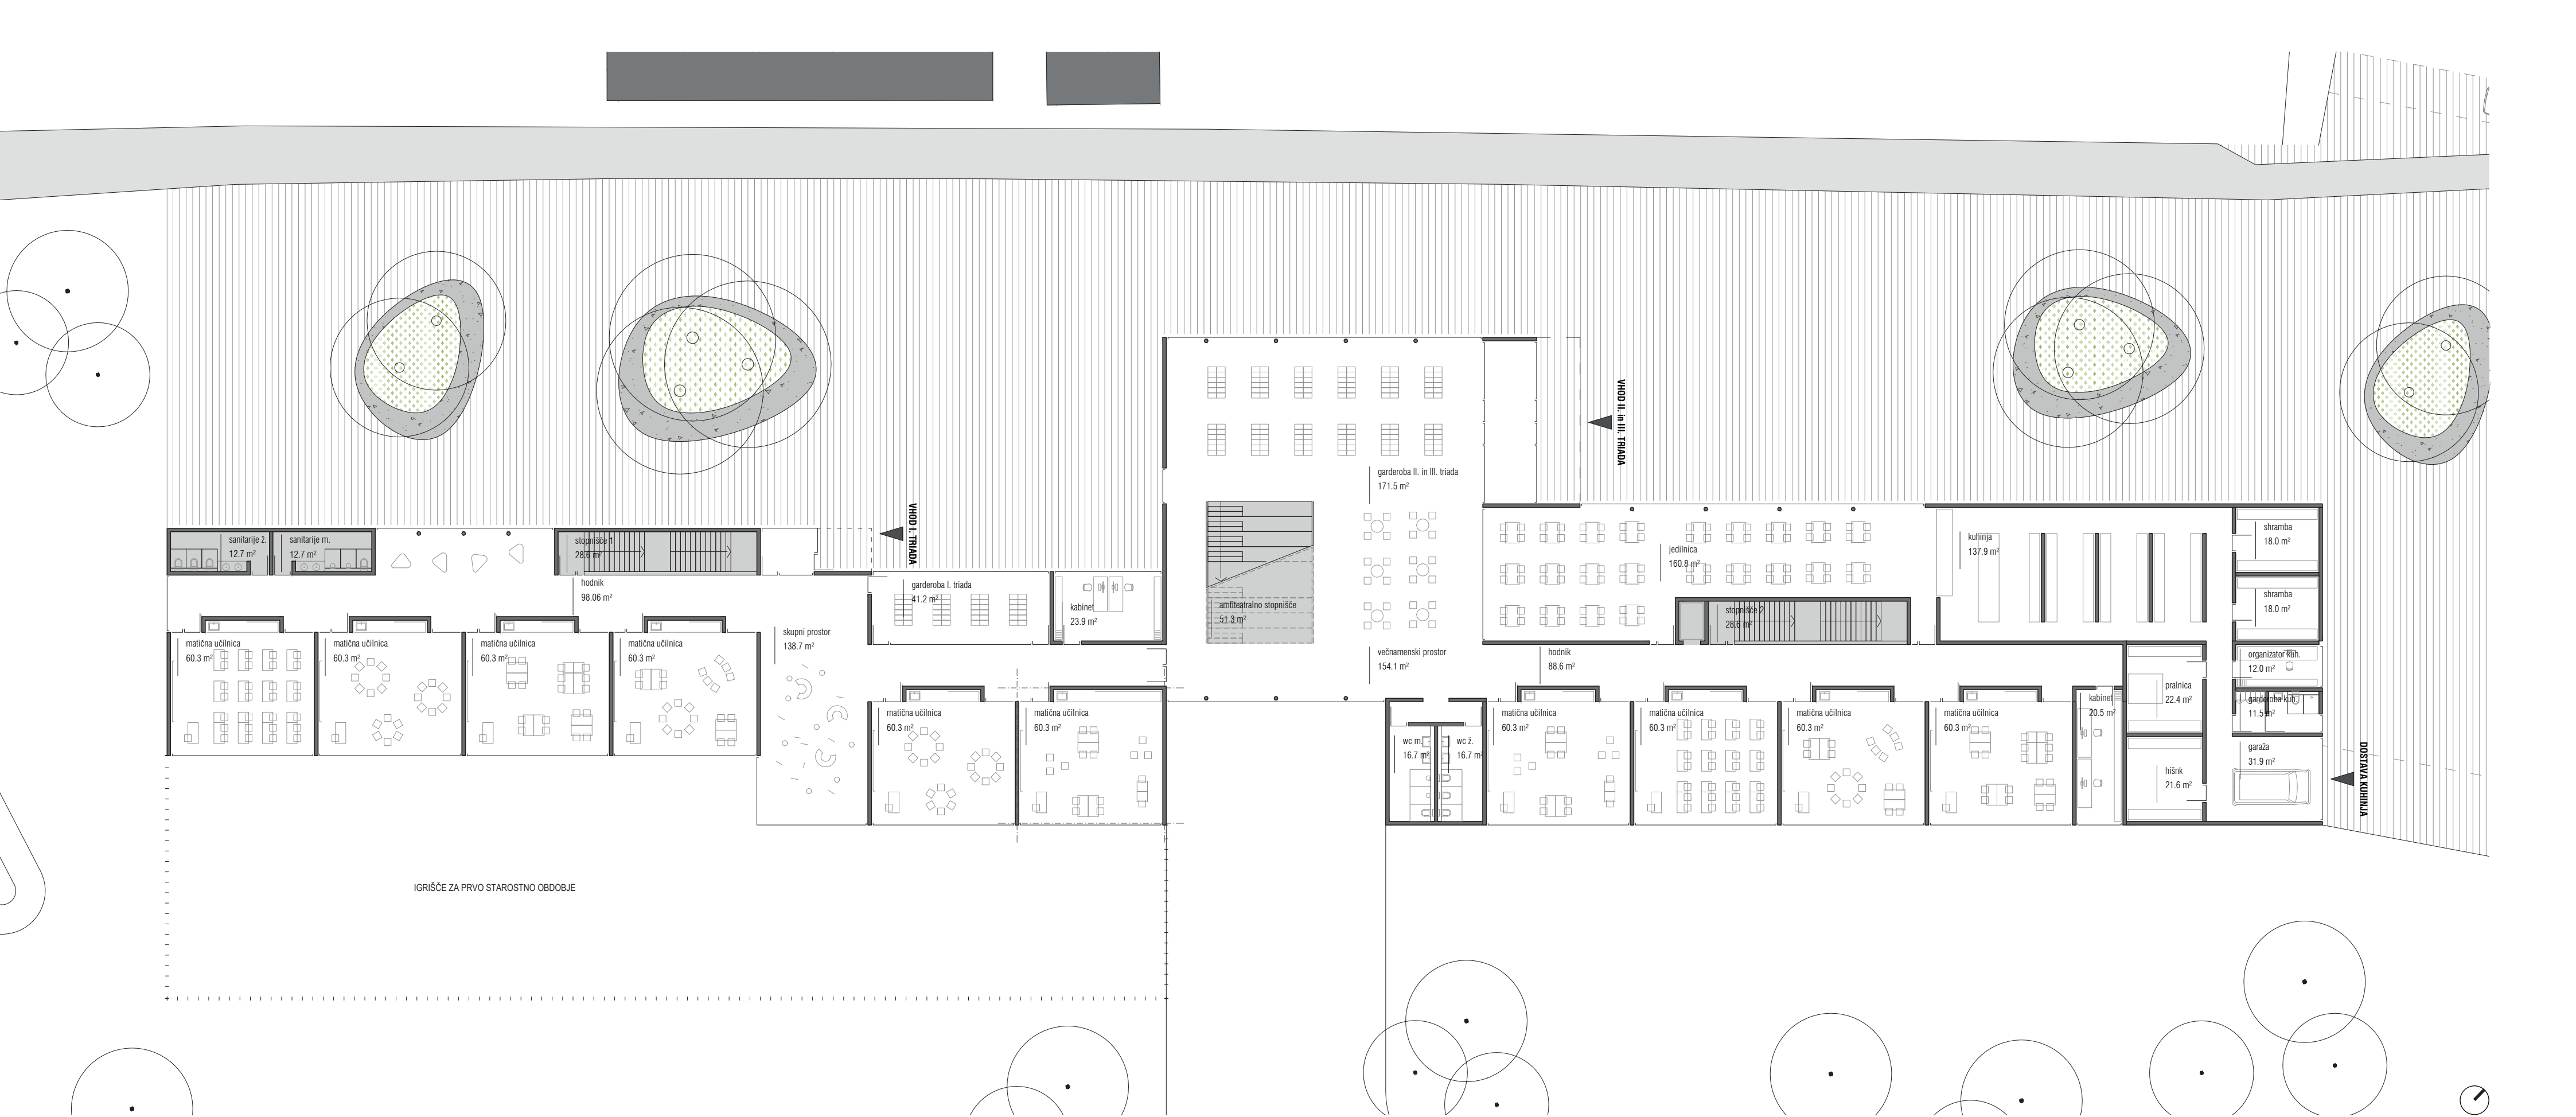 VHOD II. in III. TRIADA
garderoba II. in III. triada
171.5 m²
VHOD I. TRIADA
sanitarije ž.
12.7 m²
sanitarije m.
12.7 m²
stopnišče 1
28.6 m²
hodnik
98.06 m²
garderoba I. triada
41.2 m²
kabinet
23.9 m²
amfiteatralno stopnišče
51.3 m²
jedilnica
160.8 m²
stopnišče 2
28.6 m²
kuhinja
137.9 m²
shramba
18.0 m²
shramba
18.0 m²
matična učilnica
60.3 m²
matična učilnica
60.3 m²
matična učilnica
60.3 m²
matična učilnica
60.3 m²
skupni prostor
138.7 m²
večnamenski prostor
154.1 m²
hodnik
88.6 m²
organizator kuh.
12.0 m²
pralnica
22.4 m²
garderoba kuh.
11.5 m²
matična učilnica
60.3 m²
matična učilnica
60.3 m²
wc m.
16.7 m²
wc ž.
16.7 m²
matična učilnica
60.3 m²
matična učilnica
60.3 m²
matična učilnica
60.3 m²
matična učilnica
60.3 m²
kabinet
20.5 m²
hišnk
21.6 m²
garaža
31.9 m²
DOSTAVA KUHINJA
IGRIŠČE ZA PRVO STAROSTNO OBDOBJE